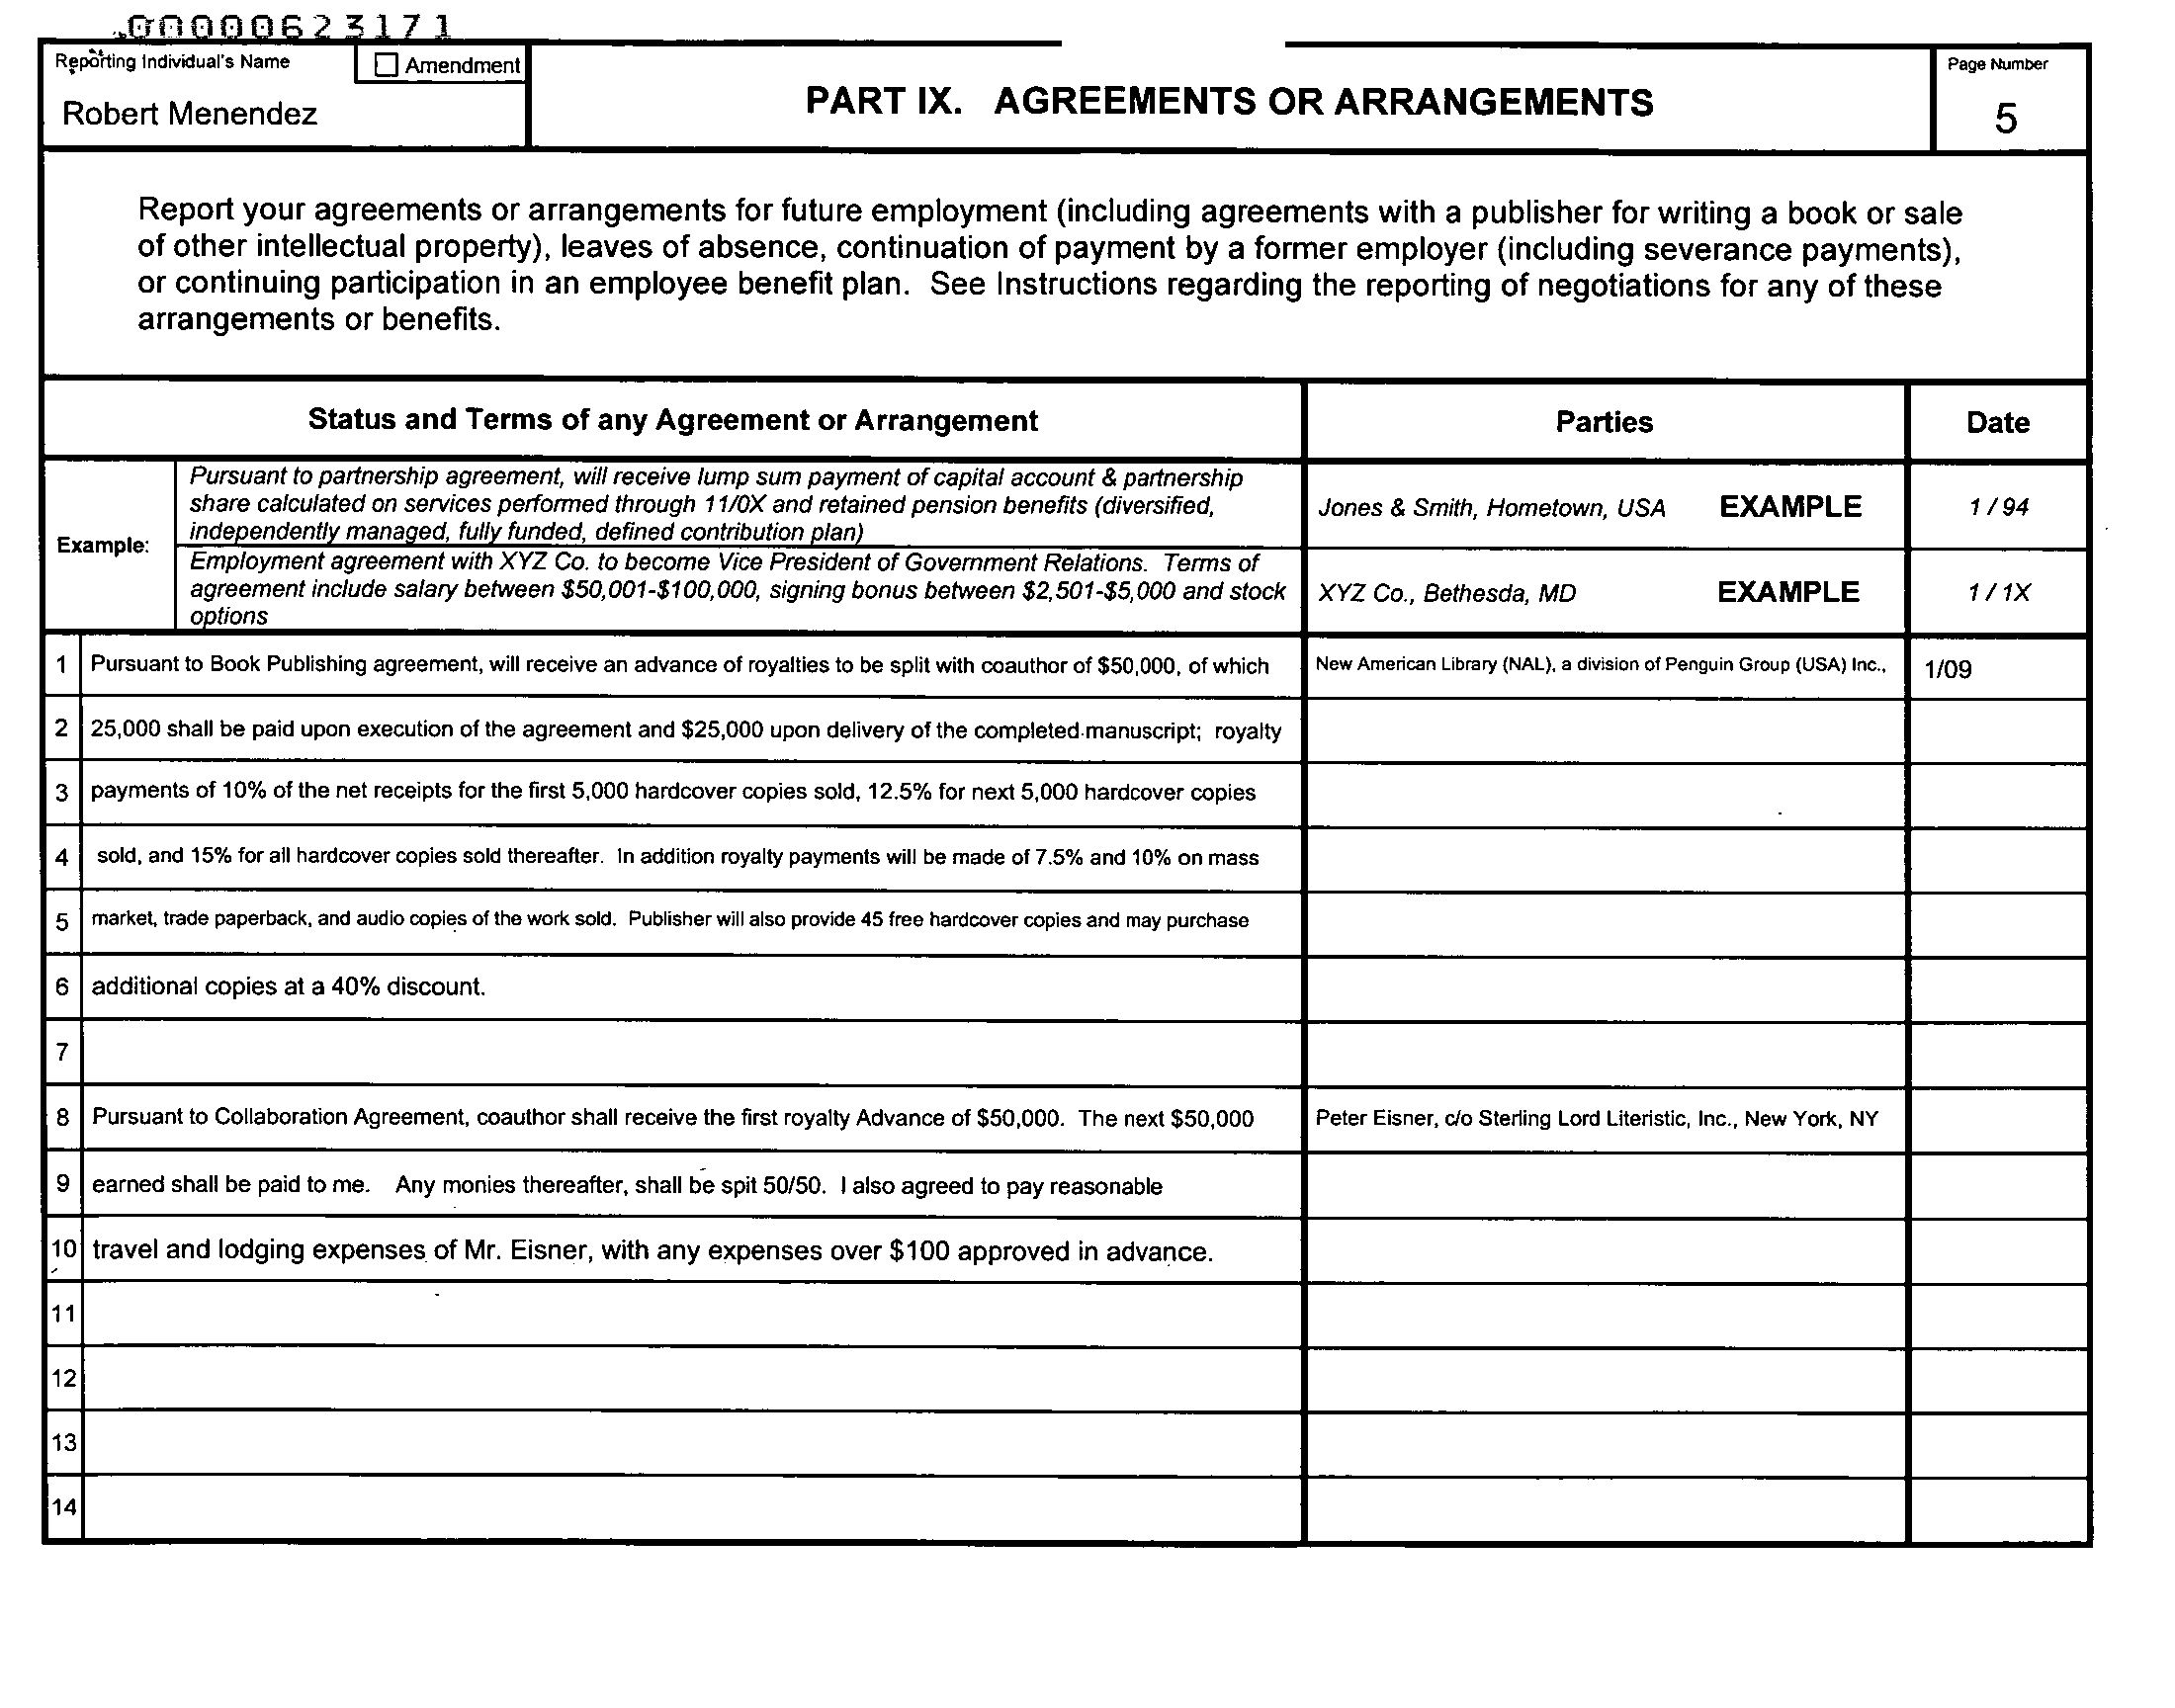 00000623171
Reporting Individual's Name
Amendment
Robert Menendez
PART IX. AGREEMENTS OR ARRANGEMENTS
Page Number
5
Report your agreements or arrangements for future employment (including agreements with a publisher for writing a book or sale
of other intellectual property), leaves of absence, continuation of payment by a former employer (including severance payments),
or continuing participation in an employee benefit plan. See Instructions regarding the reporting of negotiations for any of these
arrangements or benefits.
Status and Terms of any Agreement or Arrangement
Parties
Date
Example:
Pursuant to partnership agreement, will receive lump sum payment of capital account & partnership
share calculated on services performed through 11/0X and retained pension benefits (diversified,
independently managed, fully funded, defined contribution plan)
Jones & Smith, Hometown, USA EXAMPLE
1 / 94
Employment agreement with XYZ Co. to become Vice President of Government Relations. Terms of
agreement include salary between $50,001-$100,000, signing bonus between $2,501-$5,000 and stock
options
XYZ Co., Bethesda, MD EXAMPLE
1 / 1X
1 Pursuant to Book Publishing agreement, will receive an advance of royalties to be split with coauthor of $50,000, of which
New American Library (NAL), a division of Penguin Group (USA) Inc.,
1/09
2 25,000 shall be paid upon execution of the agreement and $25,000 upon delivery of the completed manuscript; royalty
3 payments of 10% of the net receipts for the first 5,000 hardcover copies sold, 12.5% for next 5,000 hardcover copies
4 sold, and 15% for all hardcover copies sold thereafter. In addition royalty payments will be made of 7.5% and 10% on mass
5 market, trade paperback, and audio copies of the work sold. Publisher will also provide 45 free hardcover copies and may purchase
6 additional copies at a 40% discount.
7
8 Pursuant to Collaboration Agreement, coauthor shall receive the first royalty Advance of $50,000. The next $50,000
Peter Eisner, c/o Sterling Lord Literistic, Inc., New York, NY
9 earned shall be paid to me. Any monies thereafter, shall be spit 50/50. I also agreed to pay reasonable
10 travel and lodging expenses of Mr. Eisner, with any expenses over $100 approved in advance.
11
12
13
14